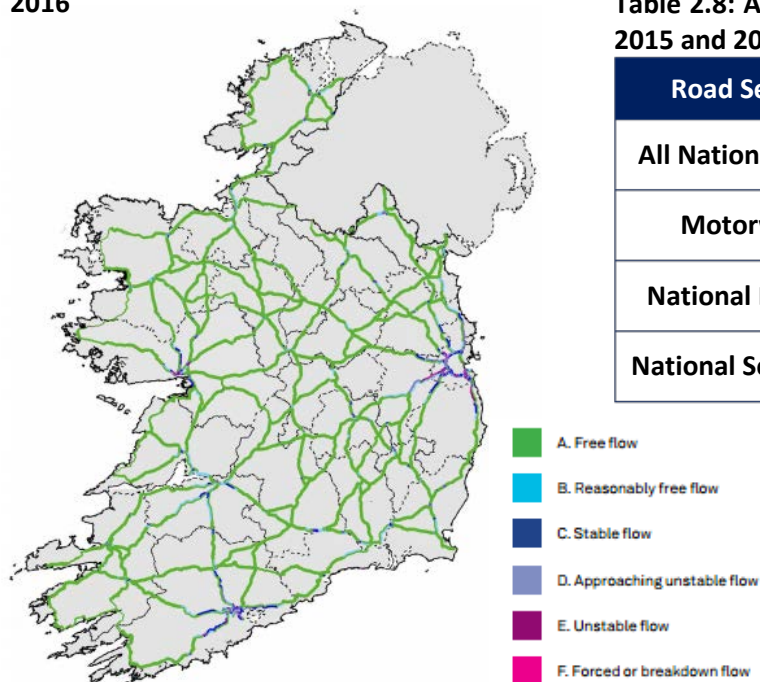 2016
Table 2.8: A
2015 and 20
Road Se
All Nation
Motor
National
National Se
A. Free flow
B. Reasonably free flow
C. Stable flow
D. Approaching unstable flow
E. Unstable flow
F. Forced or breakdown flow